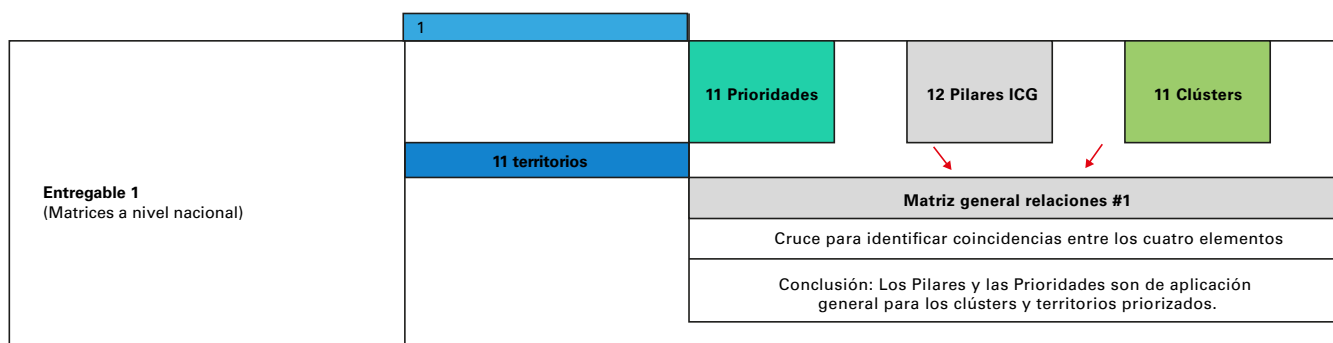 1
11 Prioridades
12 Pilares ICG
11 Clústers
11 territorios
Entregable 1
(Matrices a nivel nacional)
Matriz general relaciones #1
Cruce para identificar coincidencias entre los cuatro elementos
Conclusión: Los Pilares y las Prioridades son de aplicación
general para los clústers y territorios priorizados.